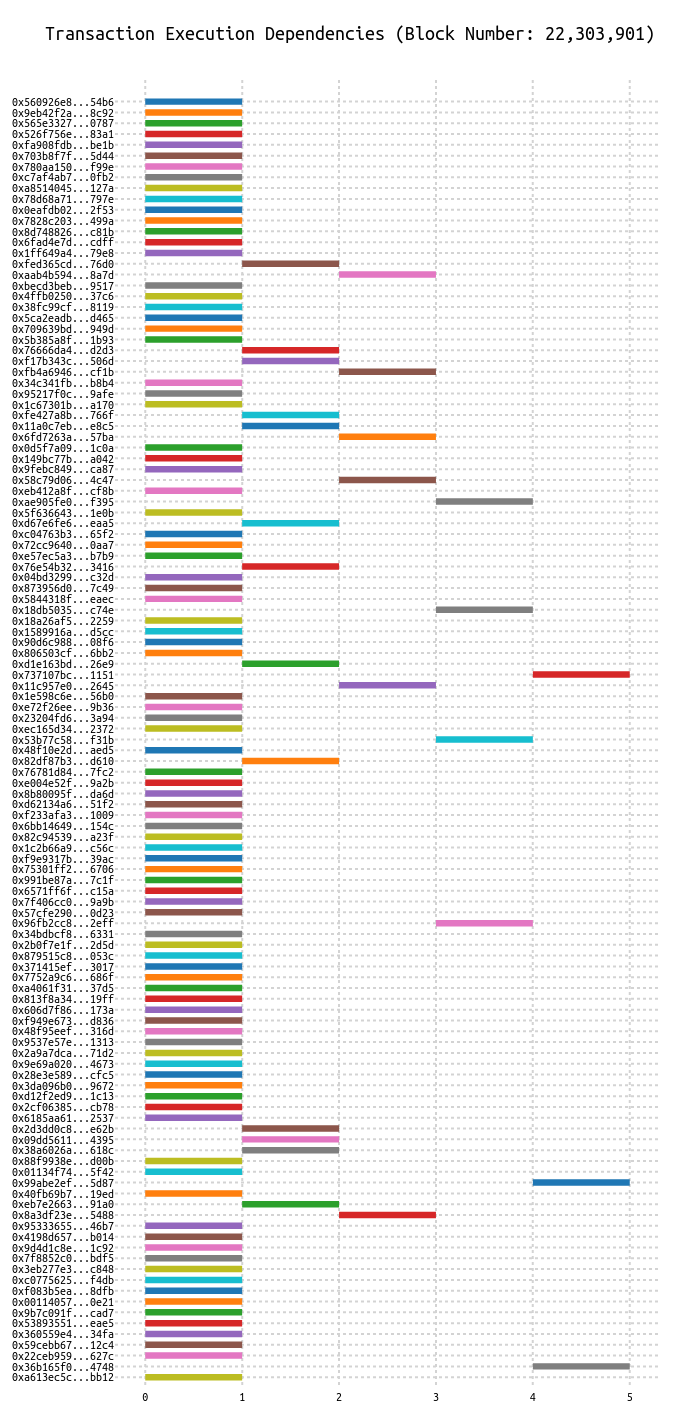 Transaction Execution Dependencies (Block Number: 22,303,901)
0x560926e8...54b6
0x9eb42f2a...8c92
0x565e3327...0787
0x526f756e...83a1
0xfa908fdb...be1b
0x703b8f7f...5d44
0x780aa150...f99e
0xc7af4ab7...0fb2
0xa8514045...127a
0x78d68a71...797e
0x0eafdb02...2f53
0x7828c203...499a
0x8d748826...c81b
0x6fad4e7d...cdff
0x1ff649a4...79e8
0xfed365cd...76d0
0xaab4b594...8a7d
0xbecd3beb...9517
0x4ffb0250...37c6
0x38fc99cf...8119
0x5ca2eadb...d465
0x709639bd...949d
0x5b385a8f...1b93
0x76666da4...d2d3
0xf17b343c...506d
0xfb4a6946...cf1b
0x34c341fb...b8b4
0x95217f0c...9afe
0x1c67301b...a170
0xfe427a8b...766f
0x11a0c7eb...e8c5
0x6fd7263a...57ba
0x0d5f7a09...1c0a
0x149bc77b...a042
0x9febc849...ca87
0x58c79d06...4c47
0xeb412a8f...cf8b
0xae905fe0...f395
0x5f636643...1e0b
0xd67e6fe6...eaa5
0xc04763b3...65f2
0x72cc9640...0aa7
0xe57ec5a3...b7b9
0x76e54b32...3416
0x04bd3299...c32d
0x873956d0...7c49
0x5844318f...eaec
0x18db5035...c74e
0x18a26af5...2259
0x1589916a...d5cc
0x90d6c988...08f6
0x806503cf...6bb2
0xd1e163bd...26e9
0x737107bc...1151
0x11c957e0...2645
0x1e598c6e...56b0
0xe72f26ee...9b36
0x23204fd6...3a94
0xec165d34...2372
0x53b77c58...f31b
0x48f10e2d...aed5
0x82df87b3...d610
0x76781d84...7fc2
0xe004e52f...9a2b
0x8b80095f...da6d
0xd62134a6...51f2
0xf233afa3...1009
0x6bb14649...154c
0x82c94539...a23f
0x1c2b66a9...c56c
0xf9e9317b...39ac
0x75301ff2...6706
0x991be87a...7c1f
0x6571ff6f...c15a
0x7f406cc0...9a9b
0x57cfe290...0d23
0x96fb2cc8...2eff
0x34bdbcf8...6331
0x2b0f7e1f...2d5d
0x879515c8...053c
0x371415ef...3017
0x7752a9c6...686f
0xa4061f31...37d5
0x813f8a34...19ff
0x606d7f86...173a
0xf949e673...d836
0x48f95eef...316d
0x9537e57e...1313
0x2a9a7dca...71d2
0x9e69a020...4673
0x28e3e589...cfc5
0x3da096b0...9672
0xd12f2ed9...1c13
0x2cf06385...cb78
0x6185aa61...2537
0x2d3dd0c8...e62b
0x09dd5611...4395
0x38a6026a...618c
0x88f9938e...d00b
0x01134f74...5f42
0x99abe2ef...5d87
0x40fb69b7...19ed
0xeb7e2663...91a0
0x8a3df23e...5488
0x95333655...46b7
0x4198d657...b014
0x9d4d1c8e...1c92
0x7f8852c0...bdf5
0x3eb277e3...c848
0xc0775625...f4db
0xf083b5ea...8dfb
0x00114057...0e21
0x9b7c091f...cad7
0x53893551...eae5
0x360559e4...34fa
0x59cebb67...12c4
0x22ceb959...627c
0x36b165f0...4748
0xa613ec5c...bb12
0 1 2 3 4 5